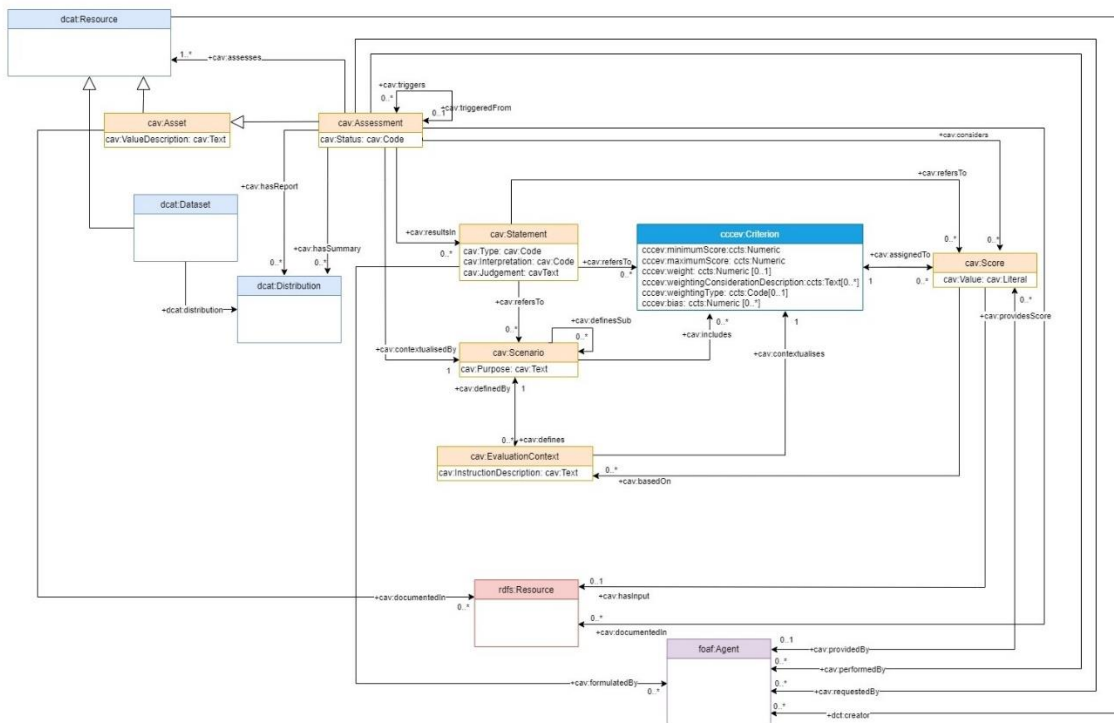 dcat:Resource
1..*
+cav:assesses
+cav:triggers
0..*
0..1
+cav:triggeredFrom
cav:Asset
cav:ValueDescription: cav:Text
cav:Assessment
cav:Status: cav:Code
+cav:considers
+cav:hasReport
+cav:refersTo
dcat:Dataset
cav:Statement
cav:Type: cav:Code
cav:Interpretation: cav:Code
cav:Judgement: cavText
+cav:resultsIn
0..*
+cav:hasSummary
0..*
0..*
cccev:Criterion
cccev:minimumScore:ccts:Numeric
cccev:maximumScore: ccts:Numeric
cccev:weight: ccts:Numeric [0..1]
cccev:weightingConsiderationDescription:ccts:Text[0..*]
cccev:weightingType: ccts:Code[0..1]
cccev:bias: ccts:Numeric [0..*]
+cav:refersTo
0..*
+cav:assignedTo
1
0..*
0..*
0..*
cav:Score
cav:Value: cav:Literal
0..*
+cav:providesScore
dcat:Distribution
+dcat:distribution
+cav:refersTo
0..*
+cav:definesSub
0..*
0..*
+cav:includes
1
+cav:contextualises
+cav:contextualisedBy
1
cav:Scenario
cav:Purpose: cav:Text
+cav:definedBy
1
0..*
+cav:defines
cav:EvaluationContext
cav:InstructionDescription: cav:Text
0..*
+cav:basedOn
rdfs:Resource
0..1
+cav:hasInput
+cav:documentedIn
0..*
0..*
+cav:documentedIn
foaf:Agent
0..1
+cav:providedBy
0..*
+cav:performedBy
+cav:formulatedBy
0..*
0..*
+cav:requestedBy
0..*
+dct:creator